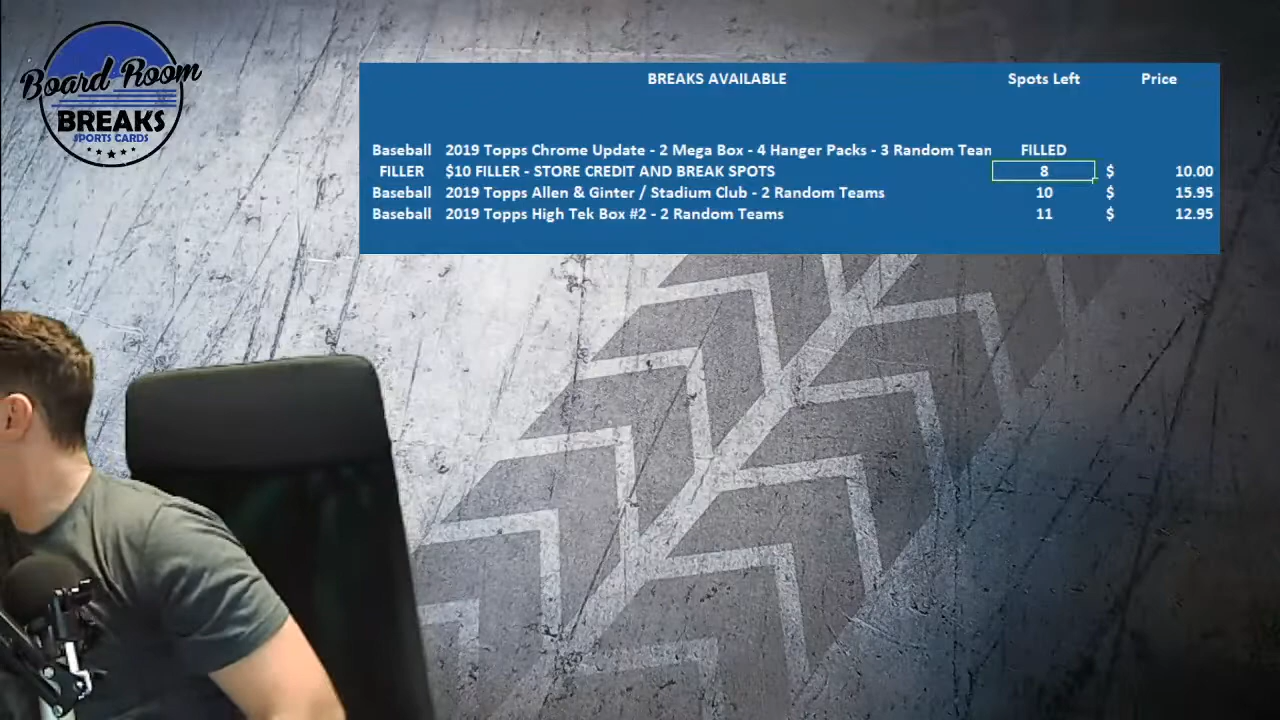 Board Room
BREAKS
SPORTS CARDS
BREAKS AVAILABLE Spots Left Price
Baseball 2019 Topps Chrome Update - 2 Mega Box - 4 Hanger Packs - 3 Random Team FILLED
FILLER $10 FILLER - STORE CREDIT AND BREAK SPOTS 8 $ 10.00
Baseball 2019 Topps Allen & Ginter / Stadium Club - 2 Random Teams 10 $ 15.95
Baseball 2019 Topps High Tek Box #2 - 2 Random Teams 11 $ 12.95